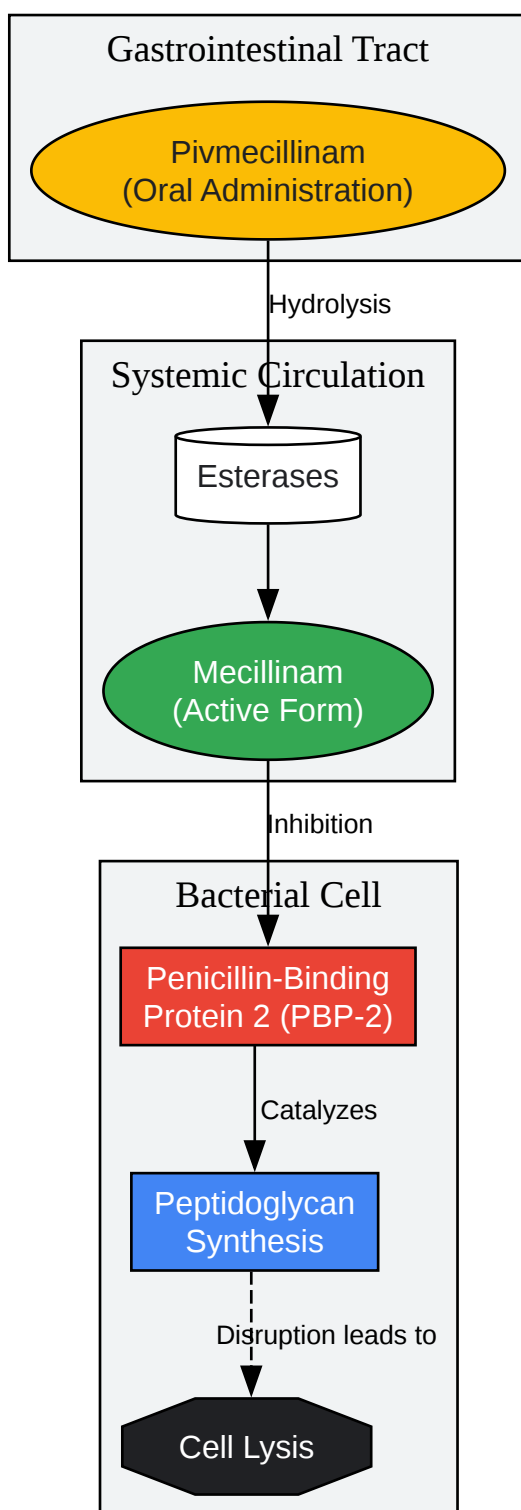 Gastrointestinal Tract
Pivmecillinam
(Oral Administration)
Hydrolysis
Systemic Circulation
Esterases
Mecillinam
(Active Form)
Inhibition
Bacterial Cell
Penicillin-Binding
Protein 2 (PBP-2)
Catalyzes
Peptidoglycan
Synthesis
Disruption leads to
Cell Lysis